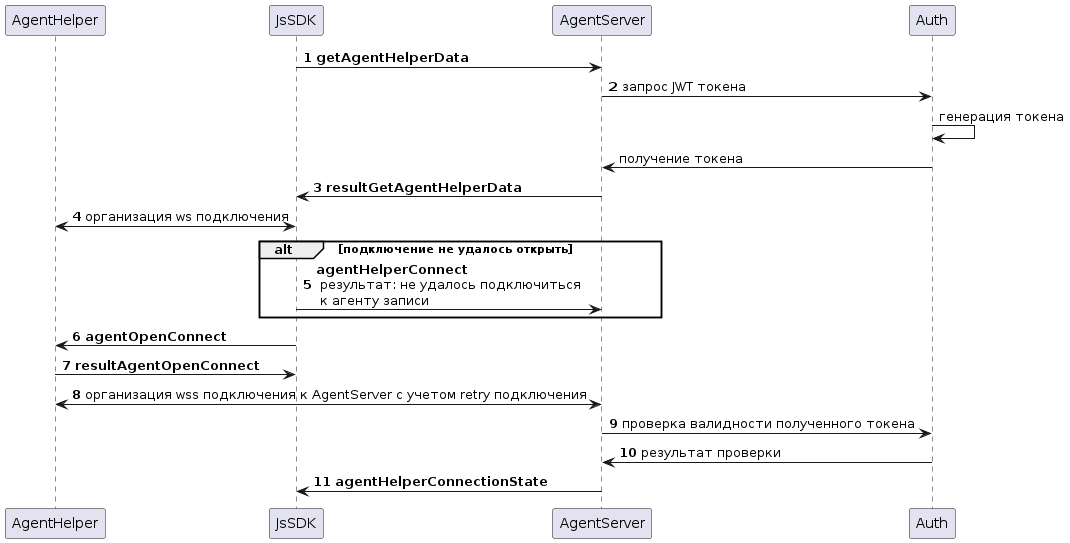 AgentHelper
JsSDK
AgentServer
Auth
1 getAgentHelperData
2 запрос JWT токена
генерация токена
получение токена
3 resultGetAgentHelperData
4 организация ws подключения
alt [подключение не удалось открыть]
agentHelperConnect
5 результат: не удалось подключиться
к агенту записи
6 agentOpenConnect
7 resultAgentOpenConnect
8 организация wss подключения к AgentServer с учетом retry подключения
9 проверка валидности полученного токена
10 результат проверки
11 agentHelperConnectionState
AgentHelper
JsSDK
AgentServer
Auth